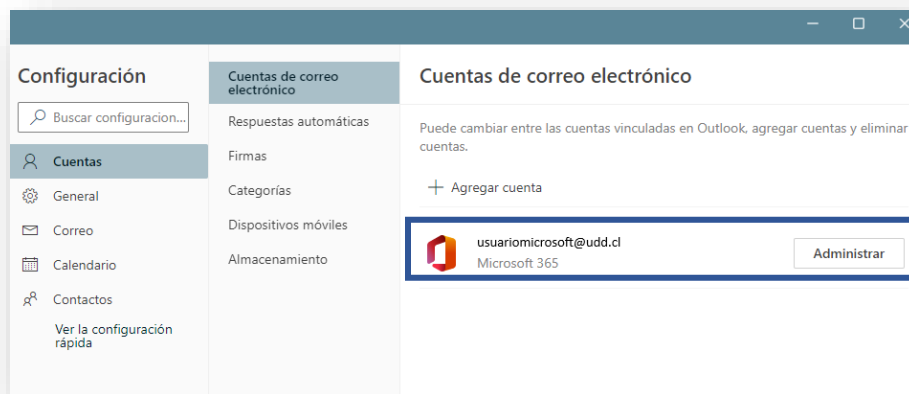 Configuración
Buscar configuracion...
Cuentas
General
Correo
Calendario
Contactos
Ver la configuración
rápida
Cuentas de correo
electrónico
Respuestas automáticas
Firmas
Categorías
Dispositivos móviles
Almacenamiento
Cuentas de correo electrónico
Puede cambiar entre las cuentas vinculadas en Outlook, agregar cuentas y eliminar
cuentas.
Agregar cuenta
usuariomicrosoft@udd.cl
Microsoft 365
Administrar